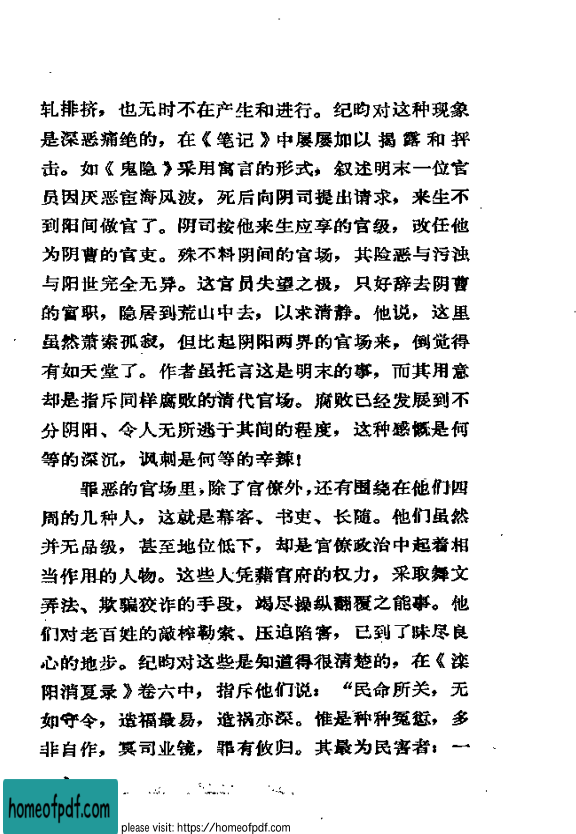 轧排挤，也无时不在产生和进行。纪昀对这种现象
是深恶痛绝的，在《笔记》中屡屡加以揭露和抨
击。如《鬼隐》采用寓言的形式，叙述明末一位官
员因厌恶宦海风波，死后向阴司提出请求，来生不
到阳间做官了。阴司按他来生应享的官级，改任他
为阴曹的官吏。殊不料阴间的官场，其险恶与污浊
与阳世完全无异。这官员失望之极，只好辞去阴曹
的官职，隐居到荒山中去，以求清静。他说，这里
虽然萧索孤寂，但比起阴阳两界的官场来，倒觉得
有如天堂了。作者虽托言这是明末的事，而其用意
却是指斥同样腐败的清代官场。腐败已经发展到不
分阴阳、令人无所逃于其间的程度，这种感慨是何
等的深沉，讽刺是何等的辛辣！
罪恶的官场里，除了官僚外，还有围绕在他们四
周的几种人，这就是幕客、书吏、长随。他们虽然
并无品级，甚至地位低下，却是官僚政治中起着相
当作用的人物。这些人凭藉官府的权力，采取舞文
弄法、欺骗狡诈的手段，竭尽操纵翻覆之能事。他
们对老百姓的敲榨勒索、压迫陷害，已到了昧尽良
心的地步。纪昀对这些是知道得很清楚的，在《滦
阳消夏录》卷六中，指斥他们说：“民命所关，无
如守令，造福最易，造祸亦深。惟是种种冤愆，多
非自作，冥司业镜，罪有攸归。其最为民害者：一
homeofpdf.com
please visit: https://homeofpdf.com